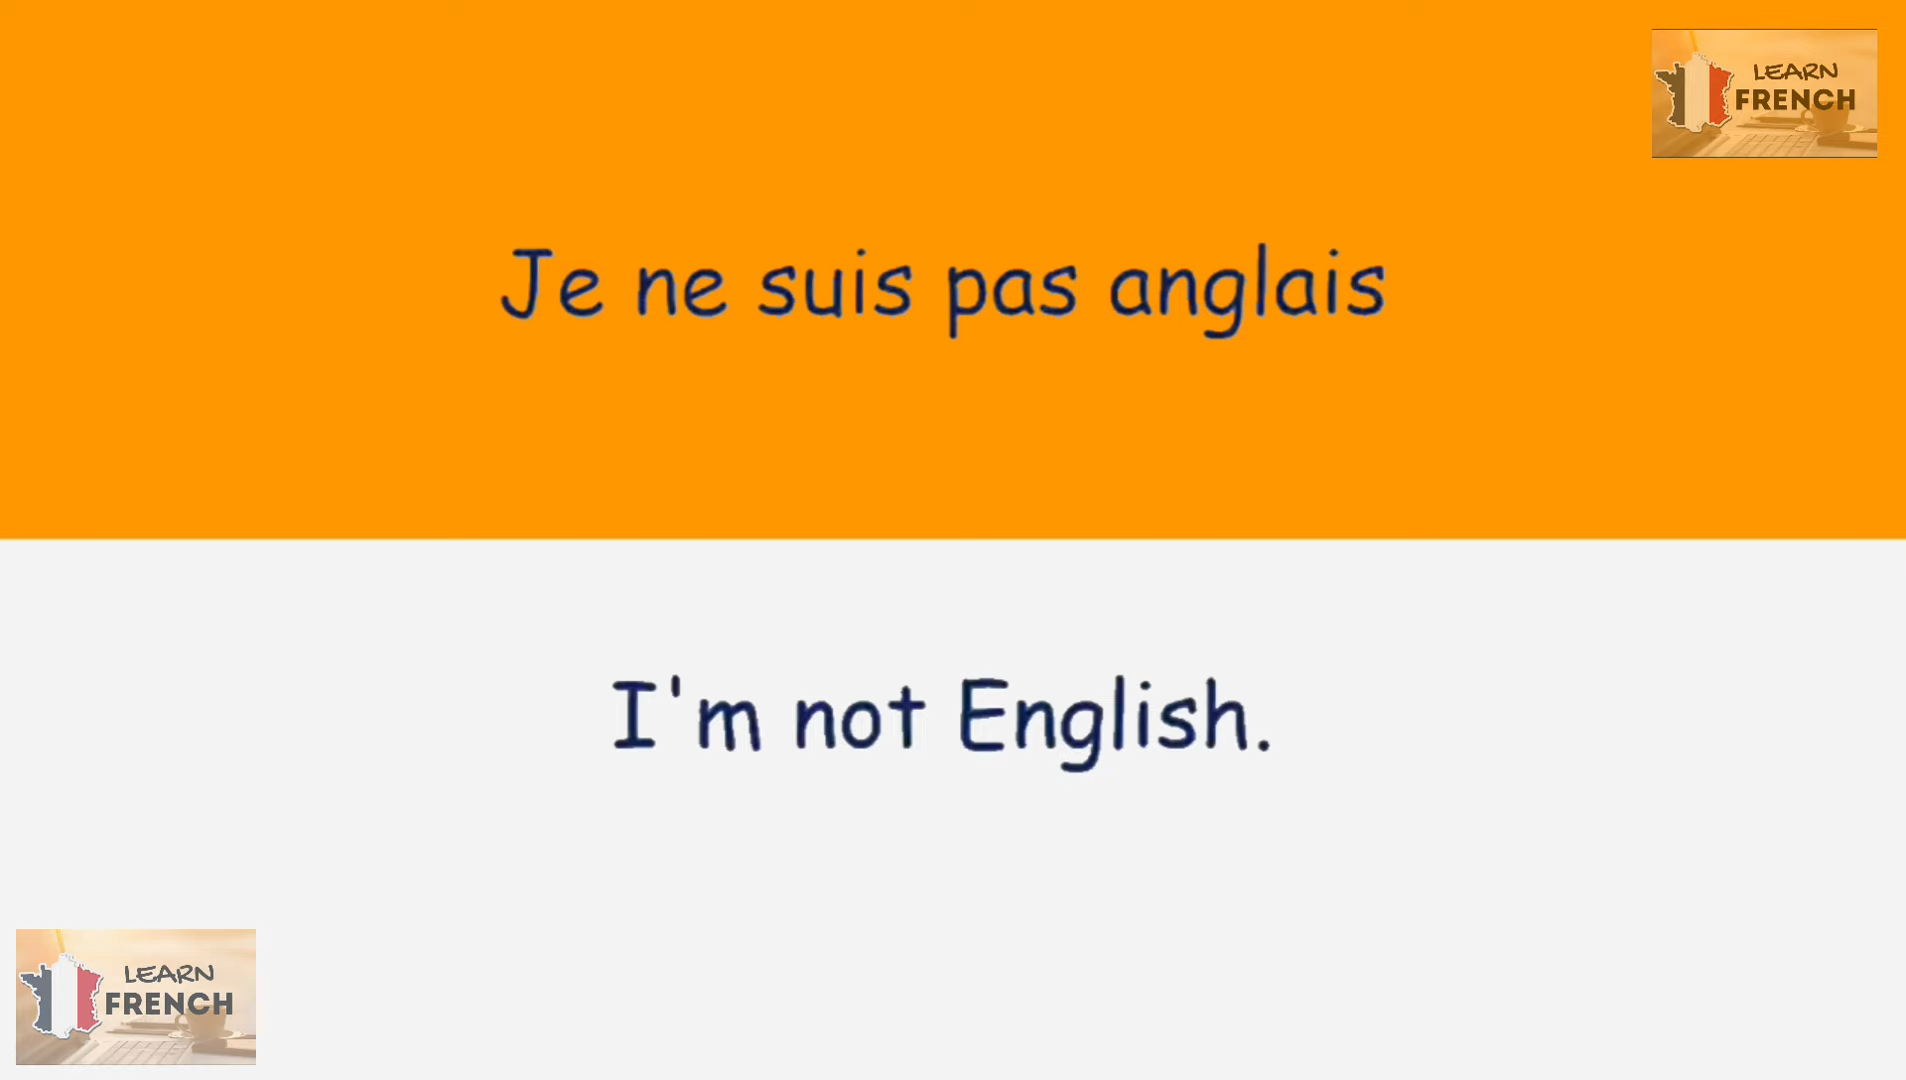 LEARN
FRENCH
Je ne suis pas anglais
I'm not English.
LEARN
FRENCH